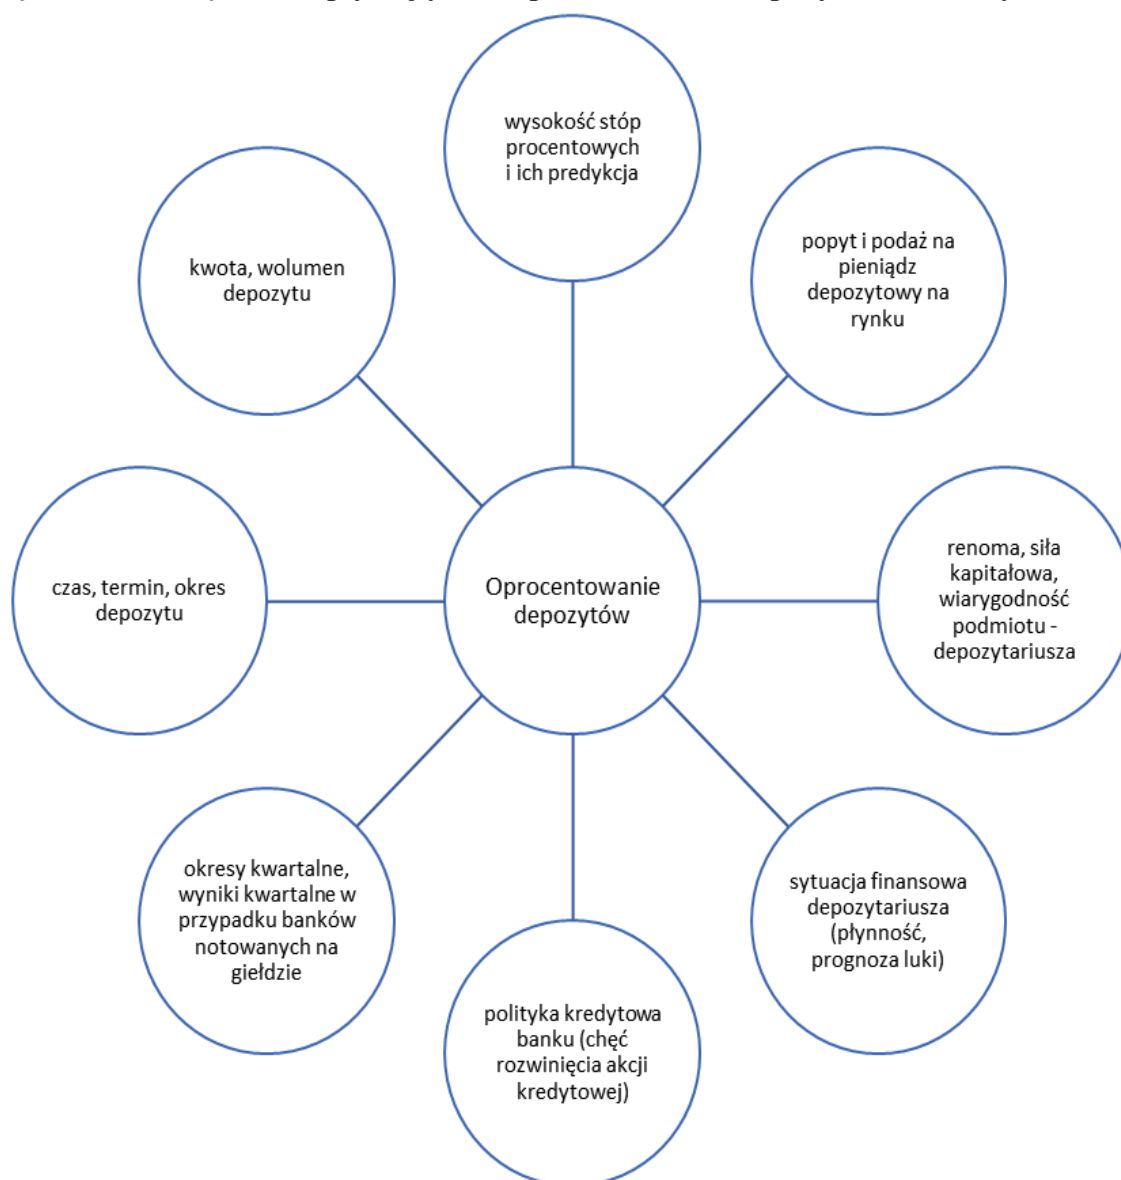 wysokość stóp
procentowych
i ich predykcja
popyt i podaż na
pieniądz
depozytowy na
rynku
renoma, siła
kapitałowa,
wiarygodność
podmiotu -
depozytariusza
sytuacja finansowa
depozytariusza
(płynność,
prognoza luki)
polityka kredytowa
banku (chęć
rozwinięcia akcji
kredytowej)
okresy kwartalne,
wyniki kwartalne w
przypadku banków
notowanych na
giełdzie
czas, termin, okres
depozytu
kwota, wolumen
depozytu
Oprocentowanie
depozytów